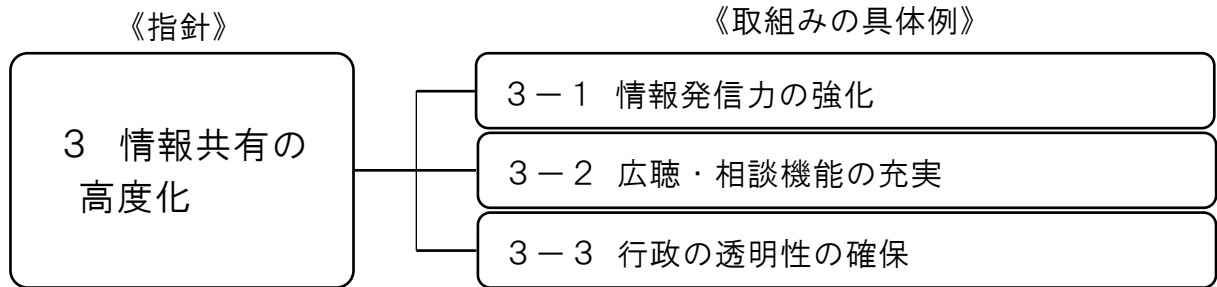 《指針》
《取組みの具体例》
3 情報共有の
高度化
3-1 情報発信力の強化
3-2 広聴・相談機能の充実
3-3 行政の透明性の確保